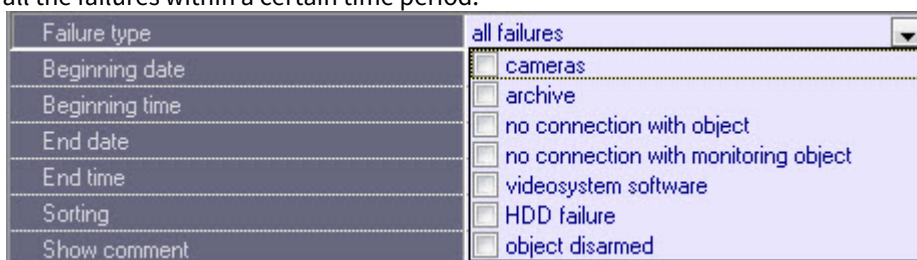 all the failures within a certain time period.
Failure type all failures
Beginning date cameras
Beginning time archive
End date no connection with object
End time no connection with monitoring object
Sorting videosystem software
Show comment HDD failure
object disarmed